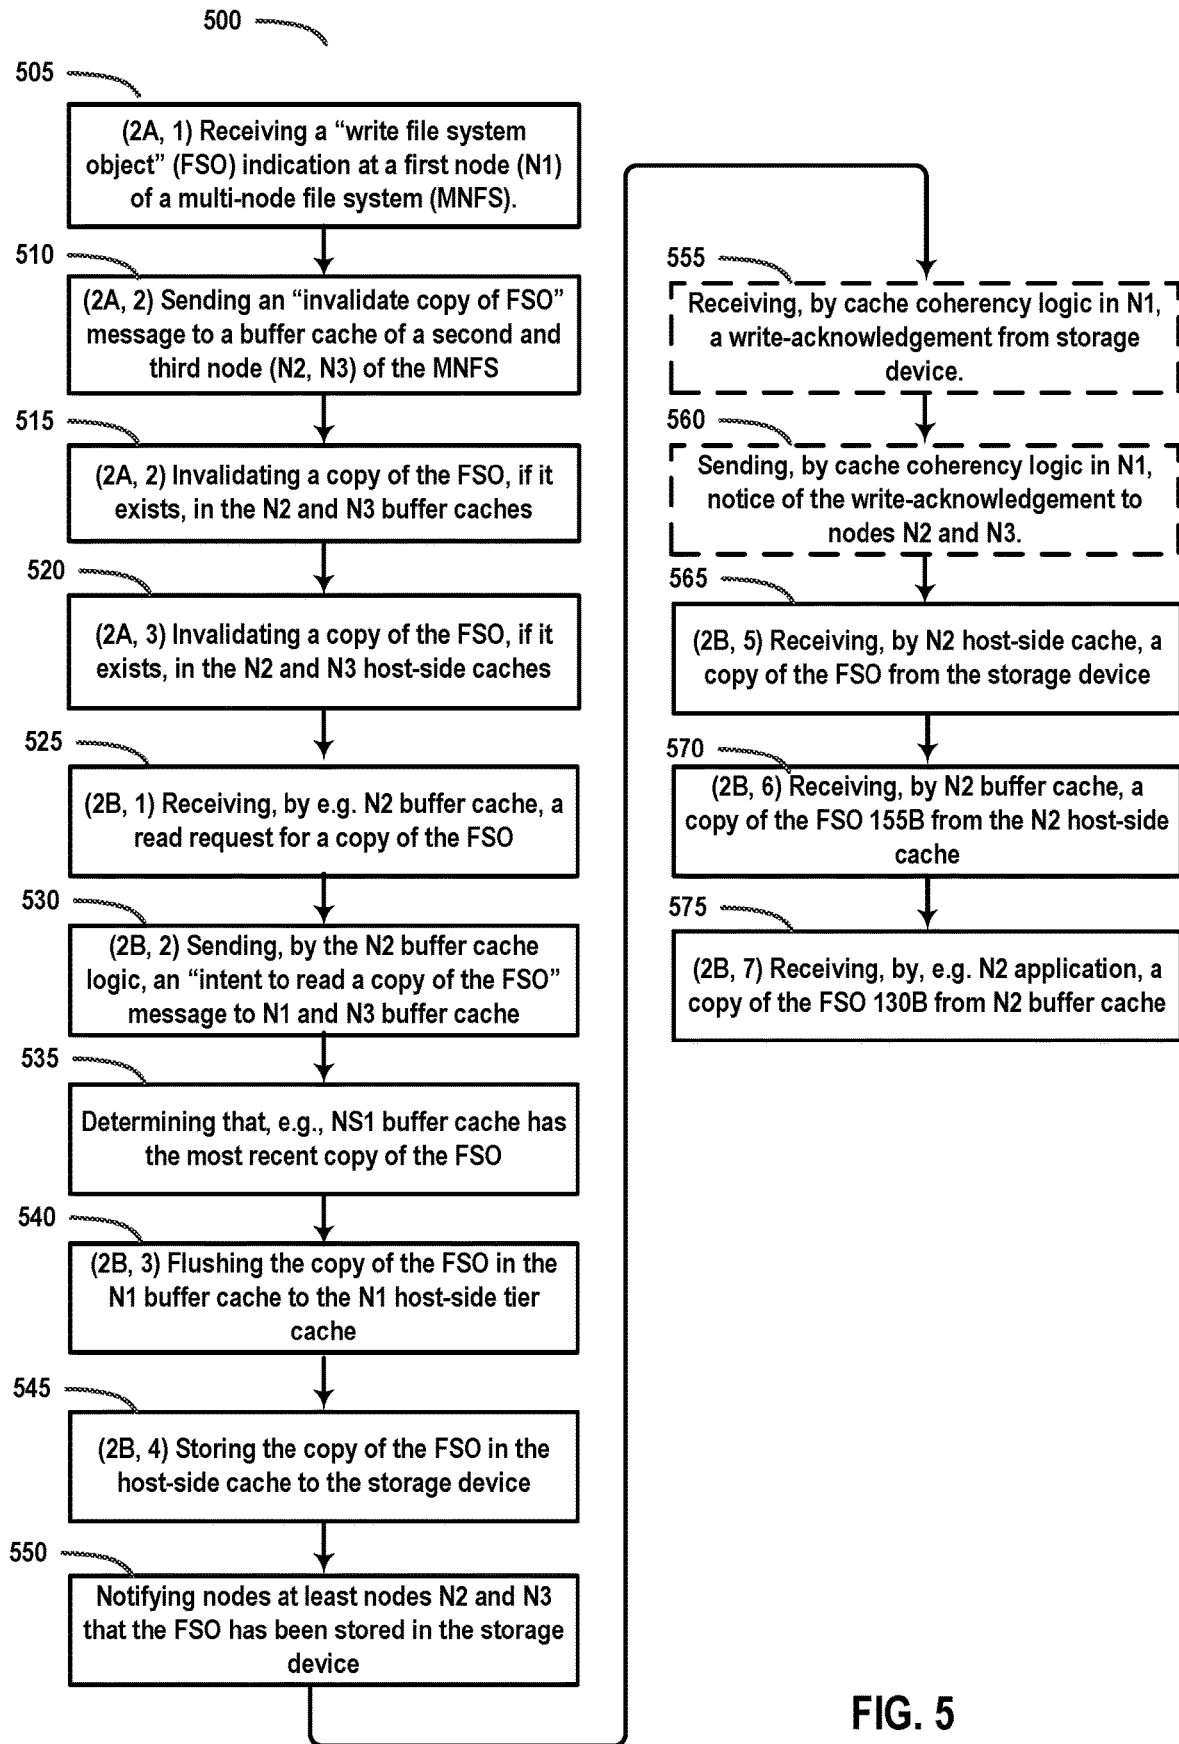 500
505
(2A, 1) Receiving a “write file system
object” (FSO) indication at a first node (N1)
of a multi-node file system (MNFS).
510
(2A, 2) Sending an “invalidate copy of FSO”
message to a buffer cache of a second and
third node (N2, N3) of the MNFS
515
(2A, 2) Invalidating a copy of the FSO, if it
exists, in the N2 and N3 buffer caches
520
(2A, 3) Invalidating a copy of the FSO, if it
exists, in the N2 and N3 host-side caches
525
(2B, 1) Receiving, by e.g. N2 buffer cache, a
read request for a copy of the FSO
530
(2B, 2) Sending, by the N2 buffer cache
logic, an “intent to read a copy of the FSO”
message to N1 and N3 buffer cache
535
Determining that, e.g., NS1 buffer cache has
the most recent copy of the FSO
540
(2B, 3) Flushing the copy of the FSO in the
N1 buffer cache to the N1 host-side tier
cache
545
(2B, 4) Storing the copy of the FSO in the
host-side cache to the storage device
550
Notifying nodes at least nodes N2 and N3
that the FSO has been stored in the storage
device
555
Receiving, by cache coherency logic in N1,
a write-acknowledgement from storage
device.
560
Sending, by cache coherency logic in N1,
notice of the write-acknowledgement to
nodes N2 and N3.
565
(2B, 5) Receiving, by N2 host-side cache, a
copy of the FSO from the storage device
570
(2B, 6) Receiving, by N2 buffer cache, a
copy of the FSO 155B from the N2 host-side
cache
575
(2B, 7) Receiving, by, e.g. N2 application, a
copy of the FSO 130B from N2 buffer cache
FIG. 5